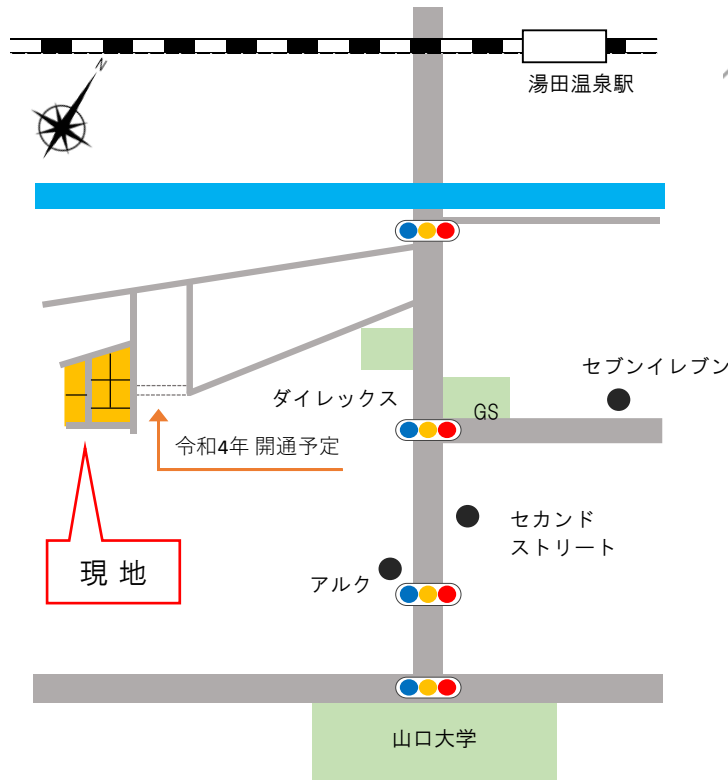 湯田温泉駅
N
セブンイレブン
ダイレックス
GS
令和4年 開通予定
セカンド
ストリート
現 地
アルク
山口大学